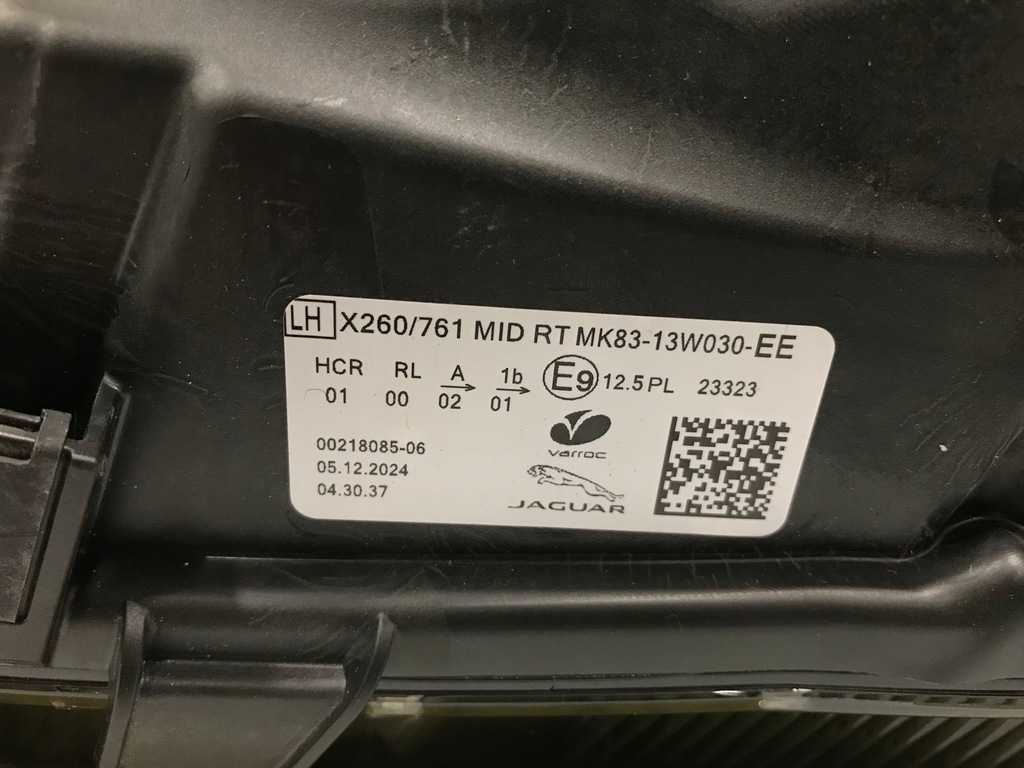 LH X260/761 MID RT MK83-13W030-EE
HCR RL A 1b E9 12.5 PL 23323
01 00 02 01
00218085-06
05.12.2024
04.30.37
varroc
JAGUAR